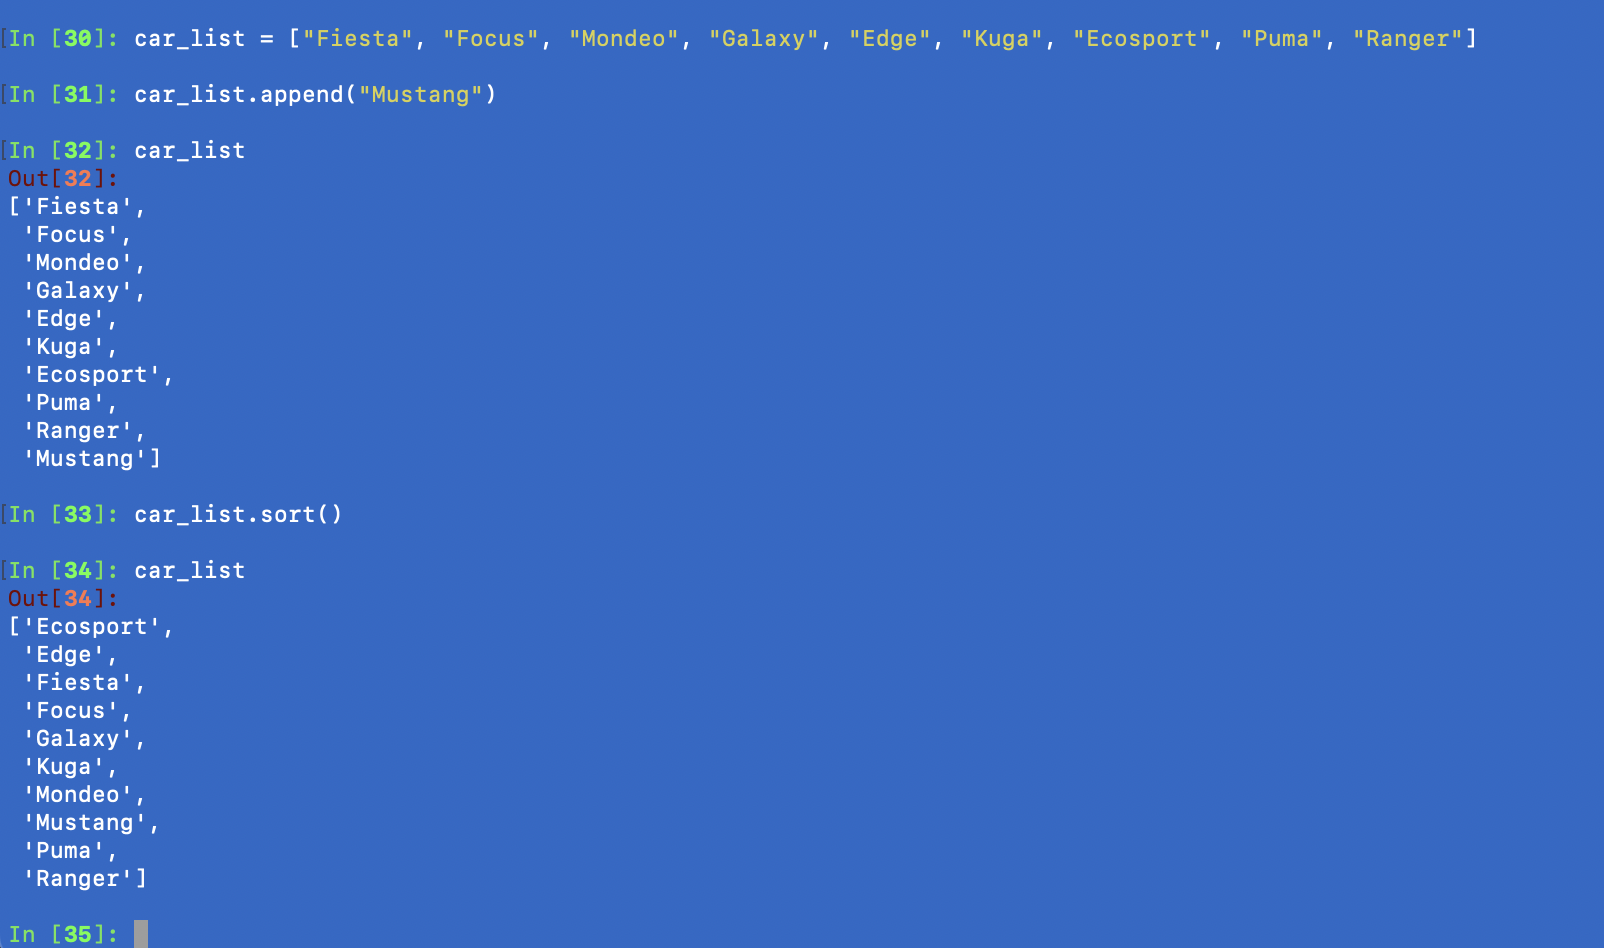 [In [30]: car_list = ["Fiesta", "Focus", "Mondeo", "Galaxy", "Edge", "Kuga", "Ecosport", "Puma", "Ranger"]
[In [31]: car_list.append("Mustang")
[In [32]: car_list
Out[32]:
['Fiesta',
 'Focus',
 'Mondeo',
 'Galaxy',
 'Edge',
 'Kuga',
 'Ecosport',
 'Puma',
 'Ranger',
 'Mustang']
[In [33]: car_list.sort()
[In [34]: car_list
Out[34]:
['Ecosport',
 'Edge',
 'Fiesta',
 'Focus',
 'Galaxy',
 'Kuga',
 'Mondeo',
 'Mustang',
 'Puma',
 'Ranger']
In [35]: